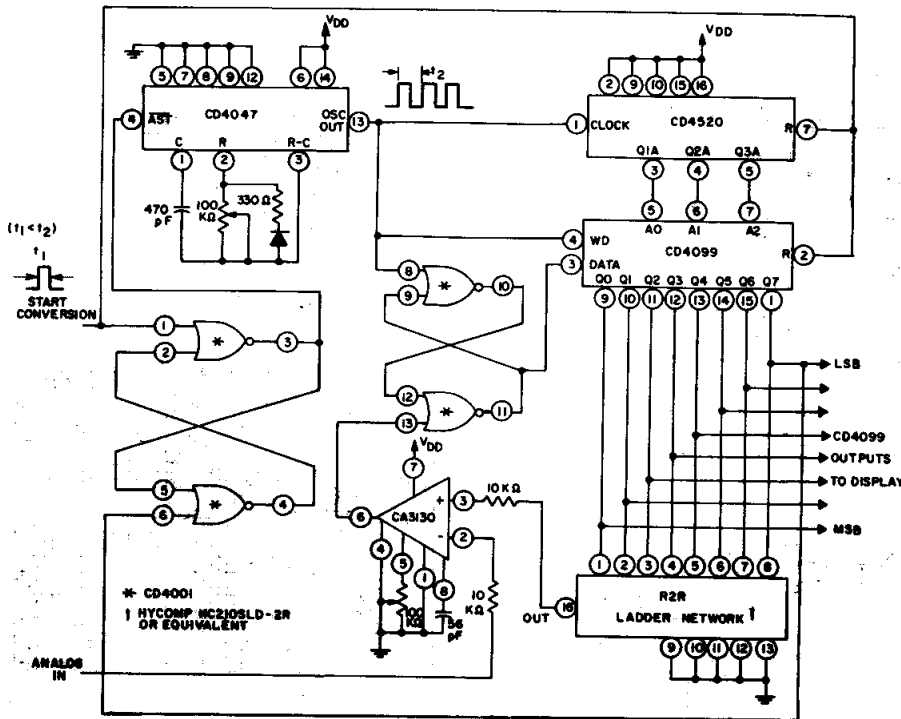 VDD
VDD
t2
5 7 8 9 12 6 14
2 9 10 15 16
4 AST CD4047 OSC OUT 13
C R R-C
1 2 3
1 CLOCK CD4520 R 7
Q1A Q2A Q3A
3 4 5
470 pF
100 KΩ
330 Ω
5 6 7
A0 A1 A2
4 WD CD4099
3 DATA R 2
Q0 Q1 Q2 Q3 Q4 Q5 Q6 Q7
9 10 11 12 13 14 15 1
(t1 < t2)
t1
START CONVERSION
8
9 * 10
1
2 * 3
12
13 * 11
LSB
CD4099
OUTPUTS
TO DISPLAY
MSB
5
6 * 4
VDD
7
6 CA3130 + 3 10 KΩ
- 2
4 5 1 8
100 KΩ
56 pF
10 KΩ
1 2 3 4 5 6 7 8
R2R
OUT 16 LADDER NETWORK †
9 10 11 12 13
* CD4001
† HYCOMP HC210SLD-2R
OR EQUIVALENT
ANALOG IN